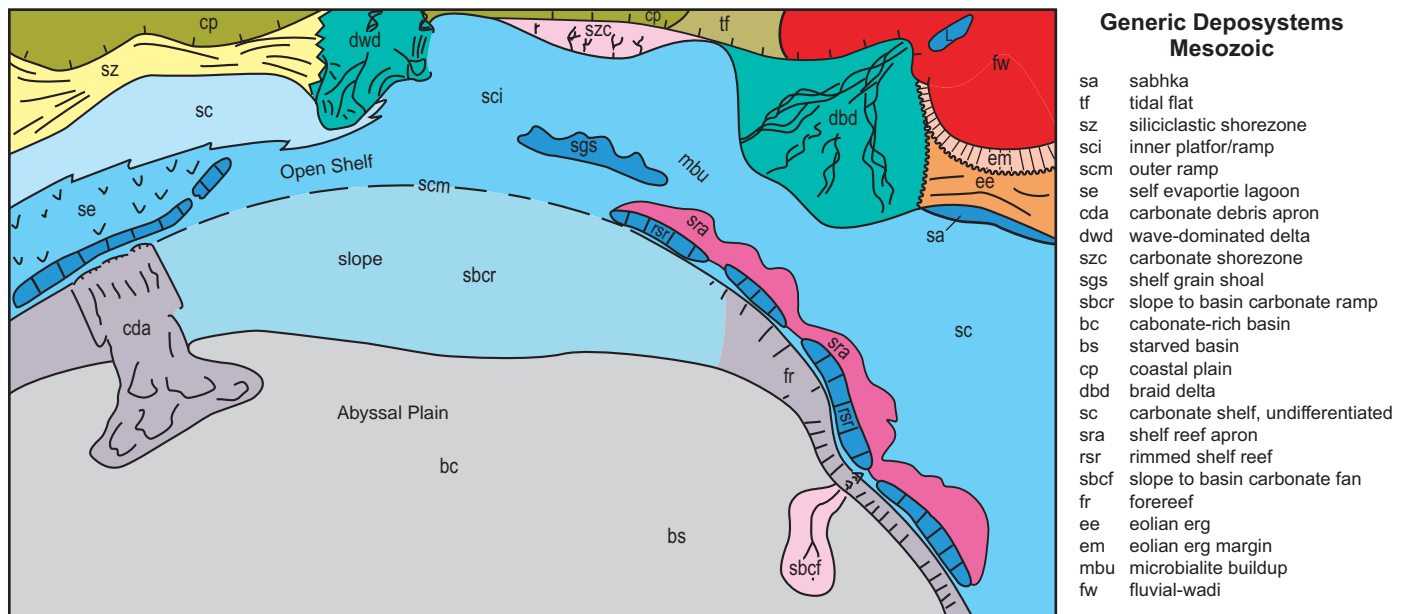 cp
sz
dwd
szc
cp
tf
L
fw
sc
sci
sgs
mbu
dbd
em
ee
sa
Open Shelf
scm
se
rsr
sra
slope
sbcr
cda
sra
sc
fr
rsr
Abyssal Plain
bc
bs
sbcf
Generic Deposystems
Mesozoic
sa sabhka
tf tidal flat
sz siliciclastic shorezone
sci inner platfor/ramp
scm outer ramp
se self evaportie lagoon
cda carbonate debris apron
dwd wave-dominated delta
szc carbonate shorezone
sgs shelf grain shoal
sbcr slope to basin carbonate ramp
bc cabonate-rich basin
bs starved basin
cp coastal plain
dbd braid delta
sc carbonate shelf, undifferentiated
sra shelf reef apron
rsr rimmed shelf reef
sbcf slope to basin carbonate fan
fr forereef
ee eolian erg
em eolian erg margin
mbu microbialite buildup
fw fluvial-wadi